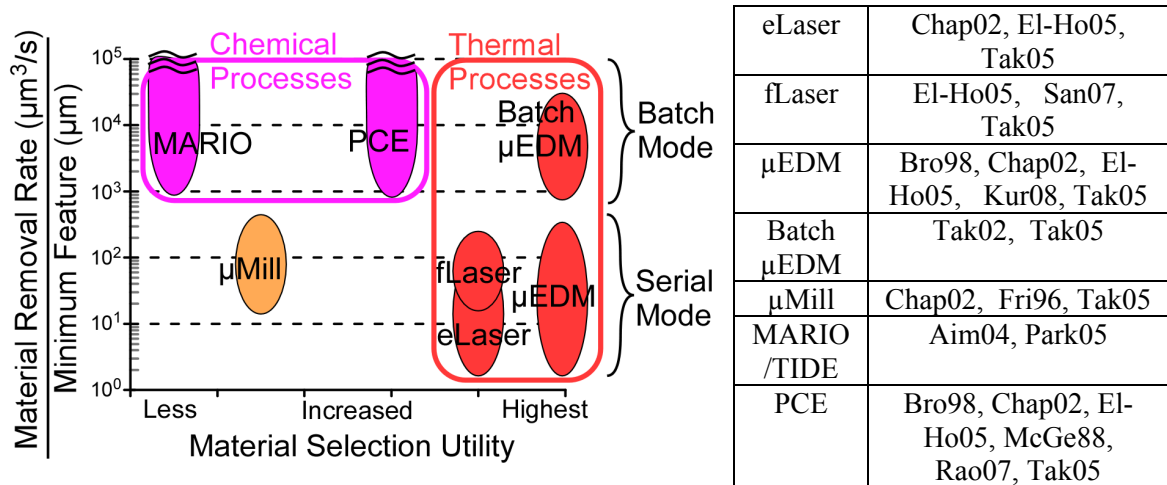 Material Removal Rate (µm³/s)
Minimum Feature (µm)
10⁵
10⁴
10³
10²
10¹
10⁰
Chemical
Processes
Thermal
Processes
MARIO
PCE
Batch
µEDM
µMill
fLaser
eLaser
µEDM
Batch
Mode
Serial
Mode
Less
Increased
Highest
Material Selection Utility
eLaser
Chap02, El-Ho05,
Tak05
fLaser
El-Ho05, San07,
Tak05
µEDM
Bro98, Chap02, El-
Ho05, Kur08, Tak05
Batch
µEDM
Tak02, Tak05
µMill
Chap02, Fri96, Tak05
MARIO
/TIDE
Aim04, Park05
PCE
Bro98, Chap02, El-
Ho05, McGe88,
Rao07, Tak05